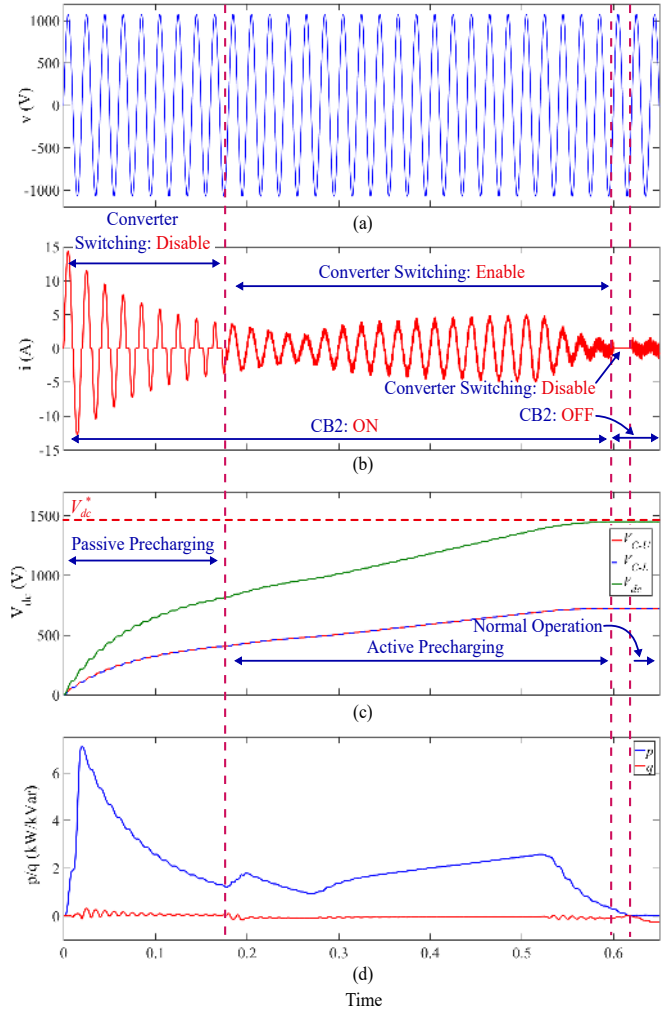 1000
500
0
-500
-1000
v (V)
(a)
Converter
Switching: Disable
Converter Switching: Enable
15
10
5
0
-5
-10
-15
i (A)
Converter Switching: Disable
CB2: ON
CB2: OFF
(b)
V*dc
1500
1000
500
0
Vdc (V)
Passive Precharging
VC-U
VC-L
Vdc
Normal Operation
Active Precharging
(c)
6
4
2
0
p/q (kW/kVar)
p
q
0
0.1
0.2
0.3
0.4
0.5
0.6
(d)
Time